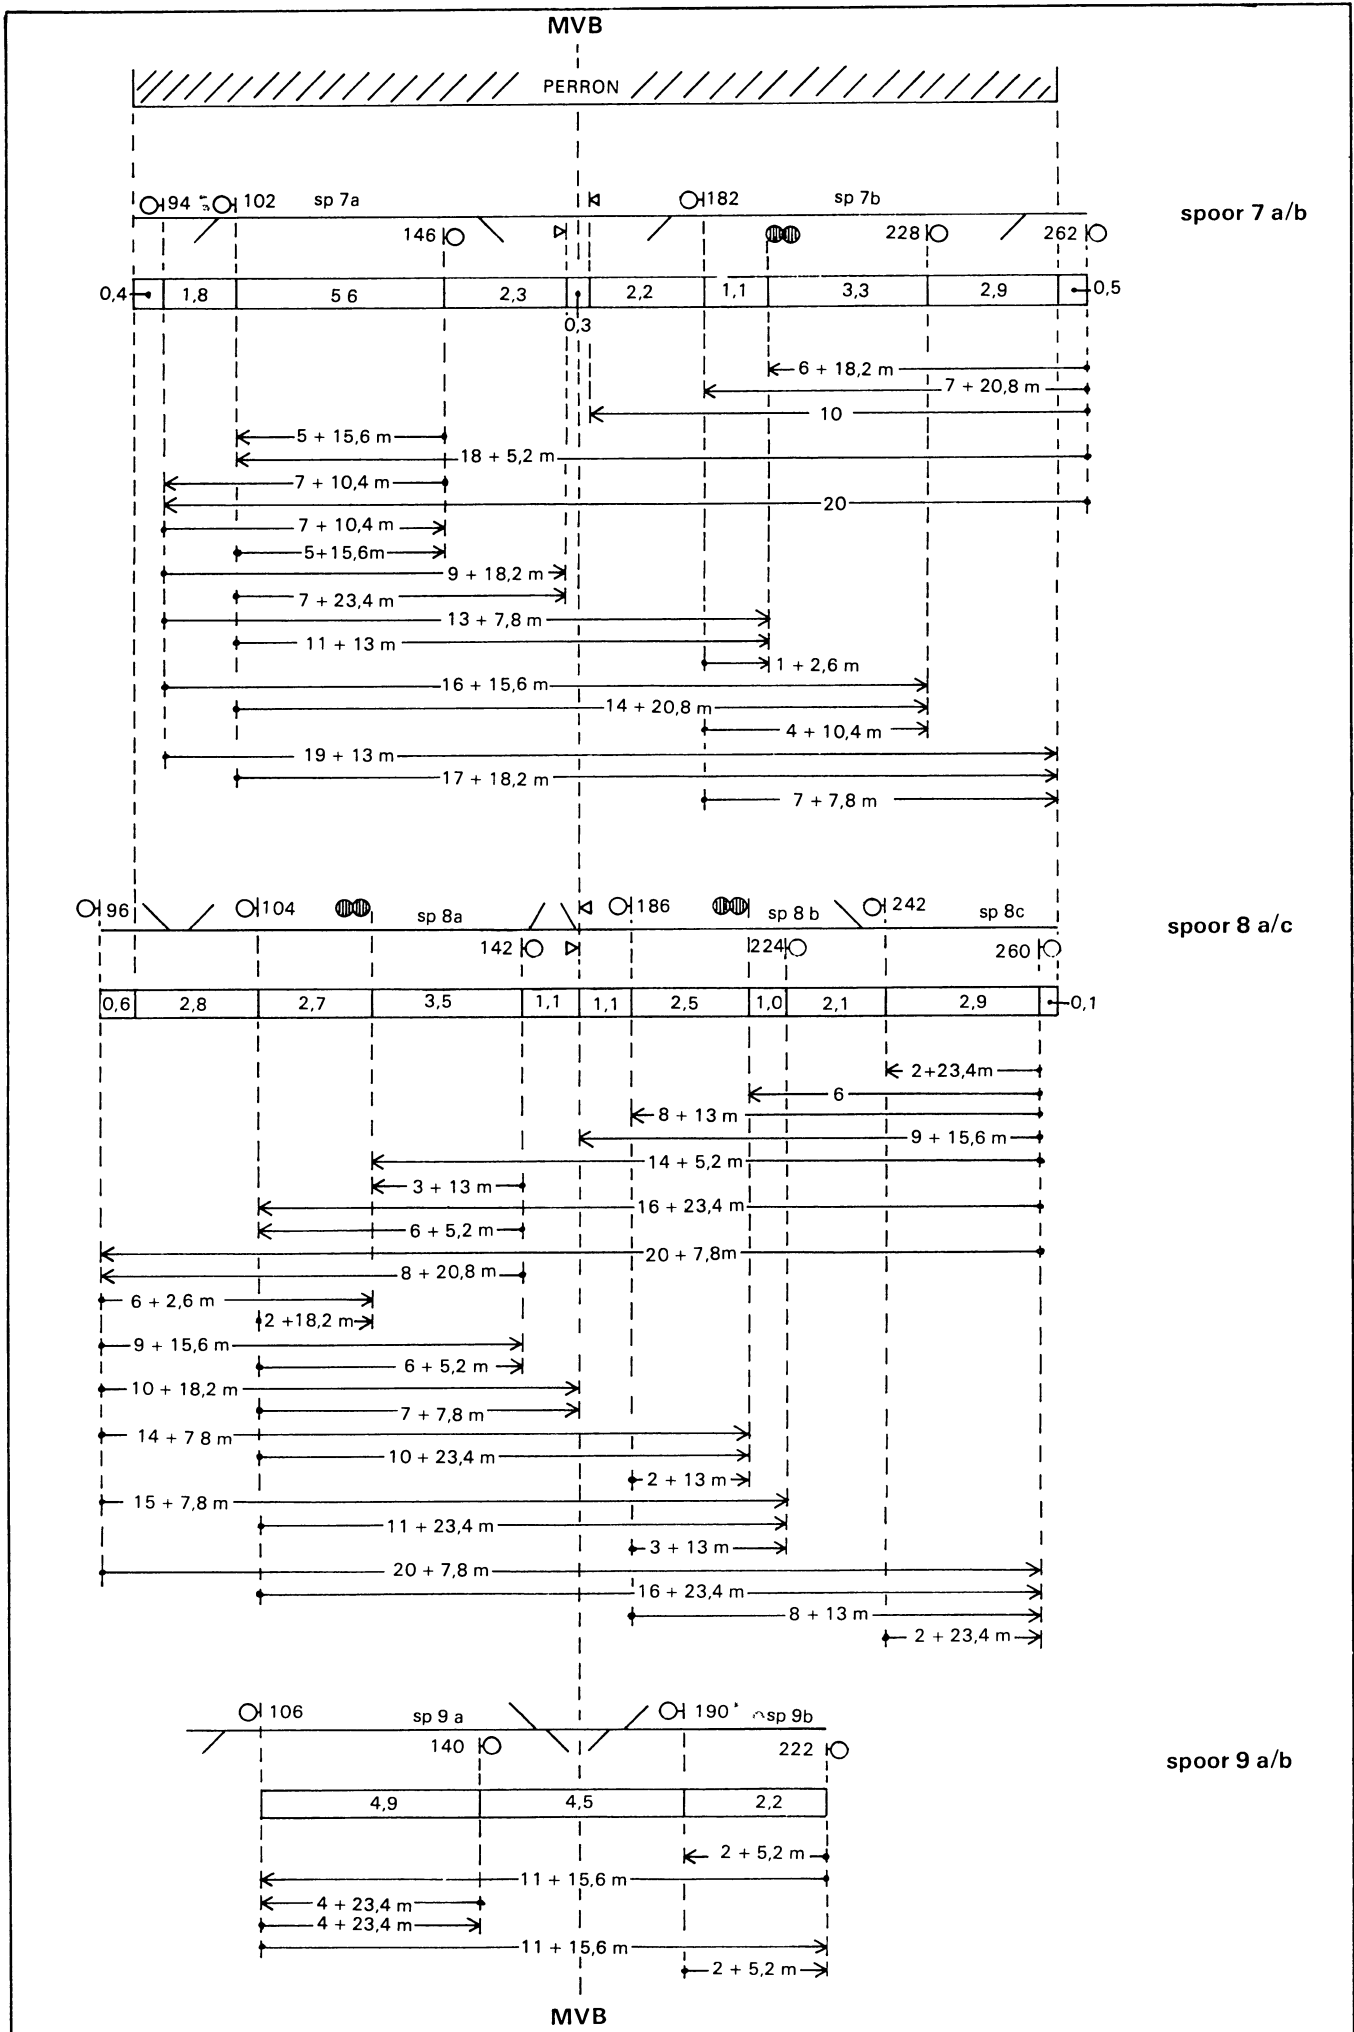 MVB
PERRON
94 102 sp 7a 182 sp 7b
spoor 7 a/b
146 228 262
0,4 1,8 5 6 2,3 2,2 1,1 3,3 2,9 0,5
0,3
6 + 18,2 m
7 + 20,8 m
10
5 + 15,6 m
18 + 5,2 m
7 + 10,4 m
20
7 + 10,4 m
5+15,6m
9 + 18,2 m
7 + 23,4 m
13 + 7,8 m
11 + 13 m
1 + 2,6 m
16 + 15,6 m
14 + 20,8 m
4 + 10,4 m
19 + 13 m
17 + 18,2 m
7 + 7,8 m
96 104 sp 8a 186 sp 8 b 242 sp 8c
spoor 8 a/c
142 224 260
0,6 2,8 2,7 3,5 1,1 1,1 2,5 1,0 2,1 2,9 0,1
2+23,4m
6
8 + 13 m
9 + 15,6 m
14 + 5,2 m
3 + 13 m
16 + 23,4 m
6 + 5,2 m
20 + 7,8m
8 + 20,8 m
6 + 2,6 m
2 +18,2 m
9 + 15,6 m
6 + 5,2 m
10 + 18,2 m
7 + 7,8 m
14 + 7 8 m
10 + 23,4 m
2 + 13 m
15 + 7,8 m
11 + 23,4 m
3 + 13 m
20 + 7,8 m
16 + 23,4 m
8 + 13 m
2 + 23,4 m
106 sp 9 a 190 sp 9b
140 222
spoor 9 a/b
4,9 4,5 2,2
2 + 5,2 m
11 + 15,6 m
4 + 23,4 m
4 + 23,4 m
11 + 15,6 m
2 + 5,2 m
MVB